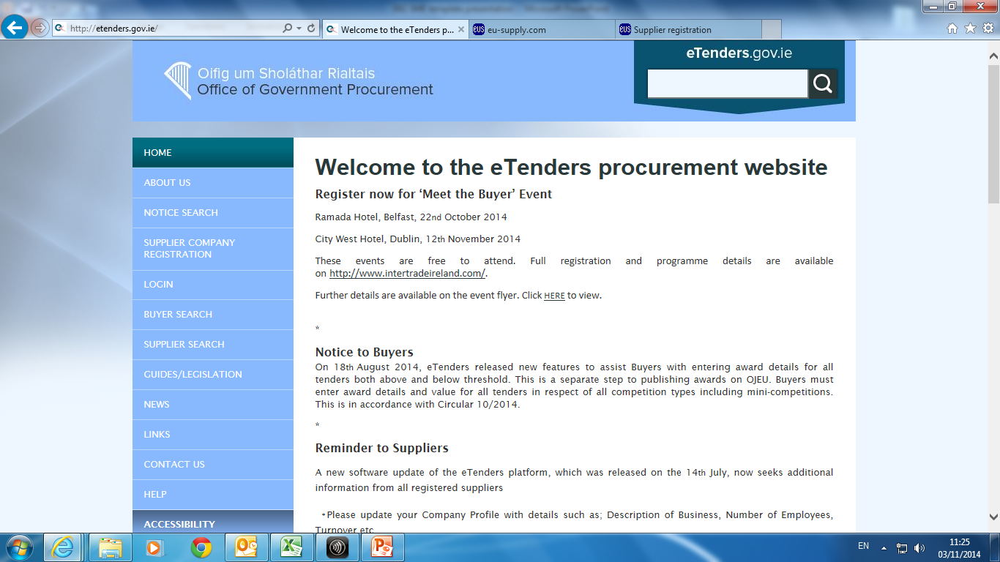 http://etenders.gov.ie/
Welcome to the eTenders p...
eu-supply.com
Supplier registration
Oifig um Sholáthar Rialtais
Office of Government Procurement
eTenders.gov.ie
HOME
ABOUT US
NOTICE SEARCH
SUPPLIER COMPANY
REGISTRATION
LOGIN
BUYER SEARCH
SUPPLIER SEARCH
GUIDES/LEGISLATION
NEWS
LINKS
CONTACT US
HELP
ACCESSIBILITY
Welcome to the eTenders procurement website
Register now for ‘Meet the Buyer’ Event
Ramada Hotel, Belfast, 22nd October 2014
City West Hotel, Dublin, 12th November 2014
These events are free to attend. Full registration and programme details are available
on http://www.intertradeireland.com/.
Further details are available on the event flyer. Click HERE to view.
*
Notice to Buyers
On 18th August 2014, eTenders released new features to assist Buyers with entering award details for all
tenders both above and below threshold. This is a separate step to publishing awards on OJEU. Buyers must
enter award details and value for all tenders in respect of all competition types including mini-competitions.
This is in accordance with Circular 10/2014.
*
Reminder to Suppliers
A new software update of the eTenders platform, which was released on the 14th July, now seeks additional
information from all registered suppliers
*Please update your Company Profile with details such as; Description of Business, Number of Employees,
Turnover etc
EN
11:25
03/11/2014